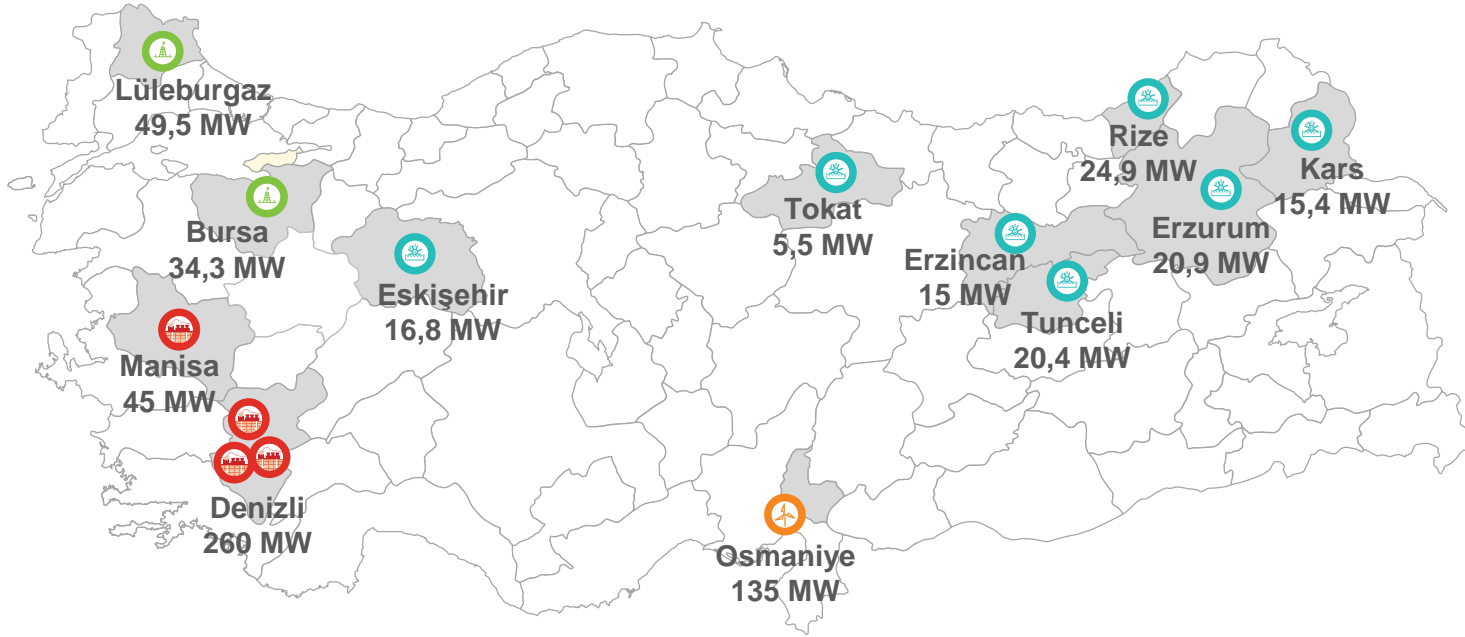 Lüleburgaz
49,5 MW
Bursa
34,3 MW
Eskişehir
16,8 MW
Manisa
45 MW
Denizli
260 MW
Tokat
5,5 MW
Osmaniye
135 MW
Erzincan
15 MW
Tunceli
20,4 MW
Rize
24,9 MW
Erzurum
20,9 MW
Kars
15,4 MW